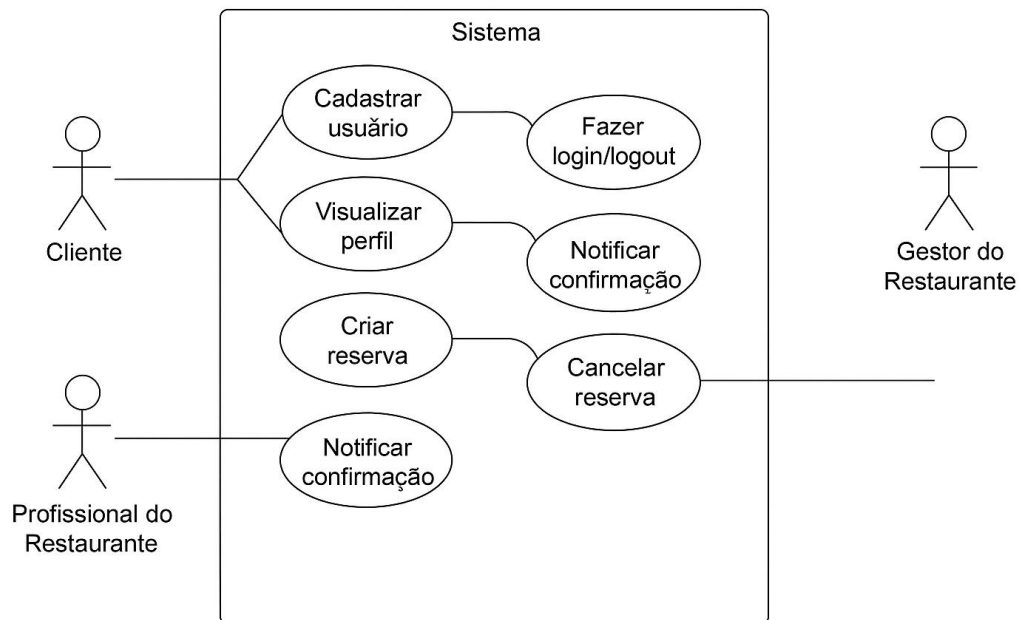 Sistema
Cadastrar
usuǎrio
Fazer
login/logout
Visualizar
perfil
Notificar
confirmação
Criar
reserva
Cancelar
reserva
Notificar
confirmação
Cliente
Profissional do
Restaurante
Gestor do
Restaurante